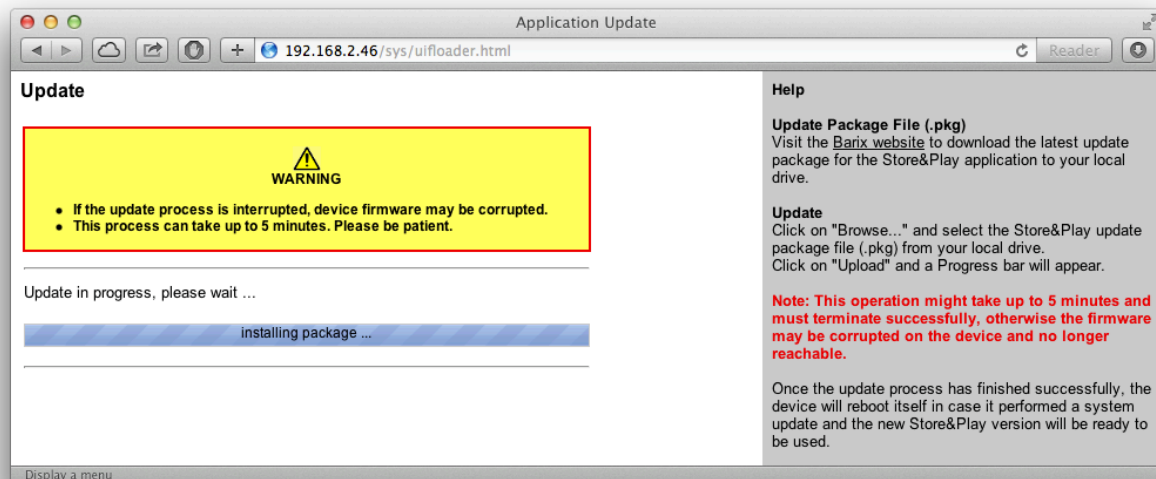 Application Update
192.168.2.46/sys/uifloader.html
Reader
Update
WARNING
If the update process is interrupted, device firmware may be corrupted.
This process can take up to 5 minutes. Please be patient.
Update in progress, please wait ...
installing package ...
Help
Update Package File (.pkg)
Visit the Barix website to download the latest update
package for the Store&Play application to your local
drive.
Update
Click on "Browse..." and select the Store&Play update
package file (.pkg) from your local drive.
Click on "Upload" and a Progress bar will appear.
Note: This operation might take up to 5 minutes and
must terminate successfully, otherwise the firmware
may be corrupted on the device and no longer
reachable.
Once the update process has finished successfully, the
device will reboot itself in case it performed a system
update and the new Store&Play version will be ready to
be used.
Display a menu